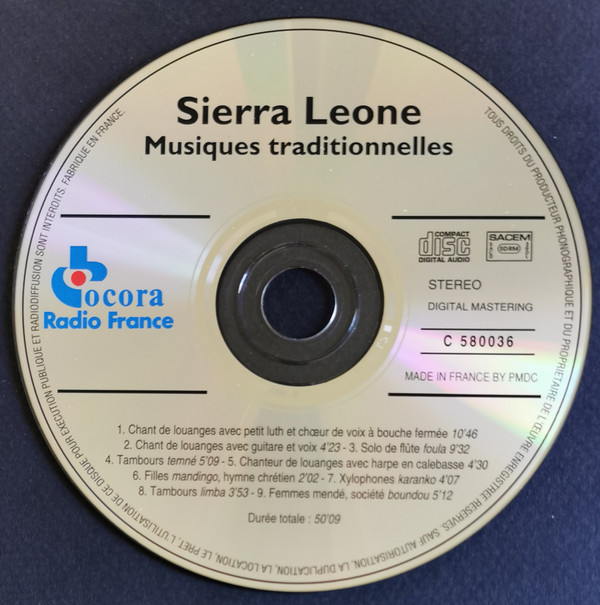 Sierra Leone
Musiques traditionnelles
ocora
Radio France
COMPACT
disc
DIGITAL AUDIO
SACEM
SDRM
STEREO
DIGITAL MASTERING
C 580036
MADE IN FRANCE BY PMDC
1. Chant de louanges avec petit luth et chœur de voix à bouche fermée 10'46
2. Chant de louanges avec guitare et voix 4'23 - 3. Solo de flûte foula 9'32
4. Tambours temné 5'09 - 5. Chanteur de louanges avec harpe en calebasse 4'30
6. Filles mandingo, hymne chrétien 2'02 - 7. Xylophones karanko 4'07
8. Tambours limba 3'53 - 9. Femmes mendé, société boundou 5'12
Durée totale : 50'09
TOUS DROITS DU PRODUCTEUR PHONOGRAPHIQUE ET DU PROPRIETAIRE DE L'ŒUVRE ENREGISTREE RESERVES. SAUF AUTORISATION, LA DUPLICATION, LA LOCATION, LE PRET, L'UTILISATION DE CE DISQUE POUR EXECUTION PUBLIQUE ET RADIODIFFUSION SONT INTERDITS. FABRIQUE EN FRANCE.